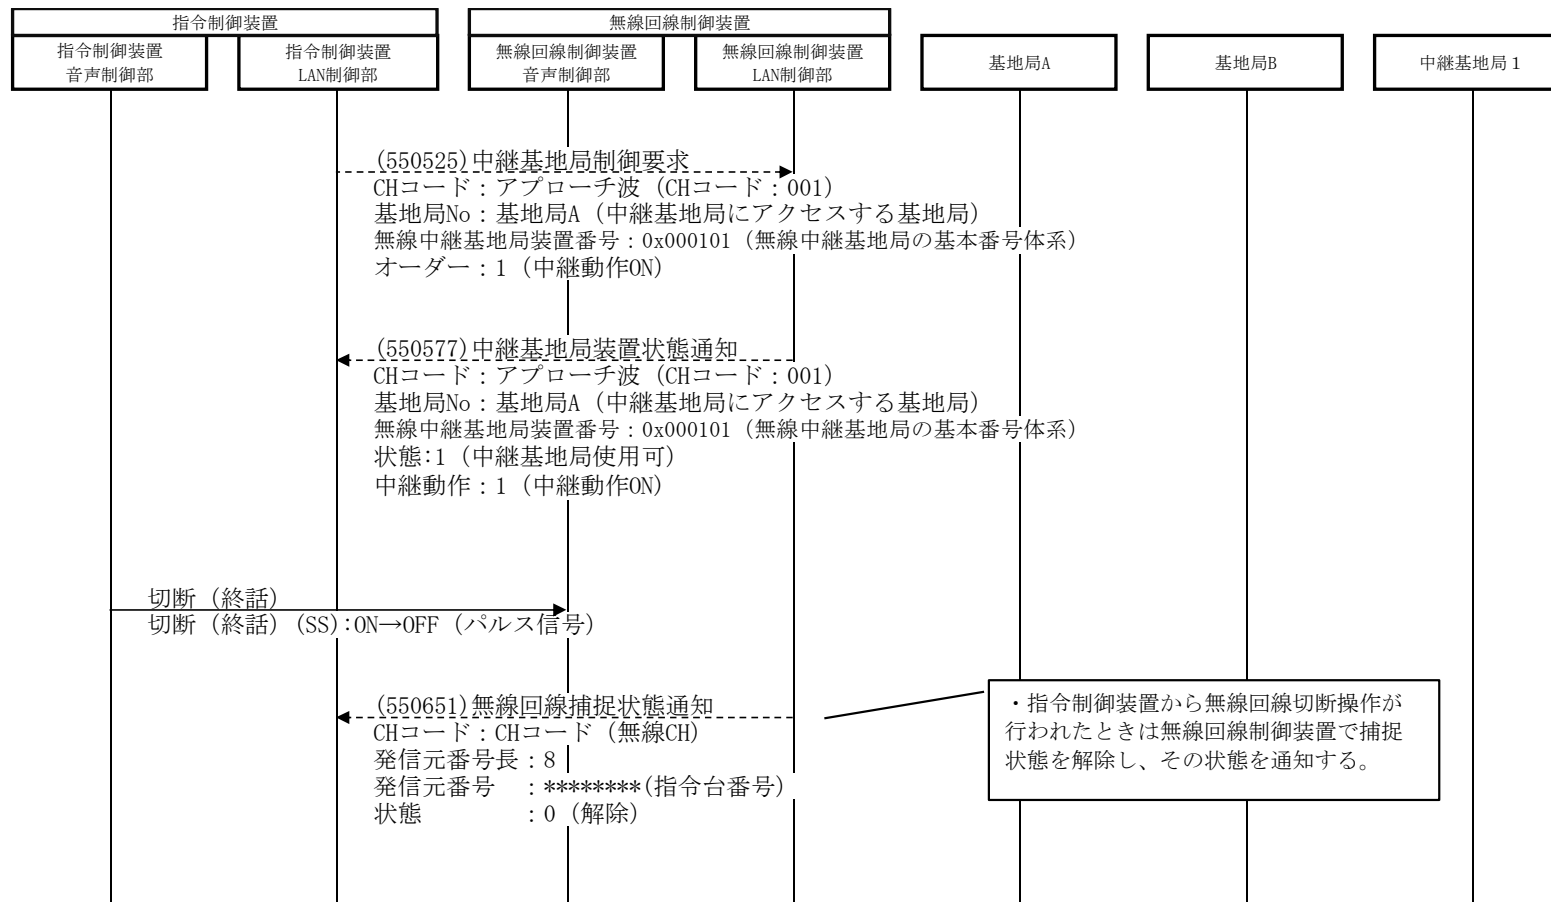 指令制御装置
無線回線制御装置
指令制御装置
音声制御部
指令制御装置
LAN制御部
無線回線制御装置
音声制御部
無線回線制御装置
LAN制御部
基地局A
基地局B
中継基地局１
(550525)中継基地局制御要求
CHコード：アプローチ波（CHコード：001）
基地局No：基地局A（中継基地局にアクセスする基地局）
無線中継基地局装置番号：0x000101（無線中継基地局の基本番号体系）
オーダー：1（中継動作ON）
(550577)中継基地局装置状態通知
CHコード：アプローチ波（CHコード：001）
基地局No：基地局A（中継基地局にアクセスする基地局）
無線中継基地局装置番号：0x000101（無線中継基地局の基本番号体系）
状態:1（中継基地局使用可）
中継動作：1（中継動作ON）
切断（終話）
切断（終話）(SS):ON→OFF（パルス信号）
(550651)無線回線捕捉状態通知
CHコード：CHコード（無線CH）
発信元番号長：8
発信元番号　：********(指令台番号）
状態　　　　：0（解除）
・指令制御装置から無線回線切断操作が
行われたときは無線回線制御装置で捕捉
状態を解除し、その状態を通知する。